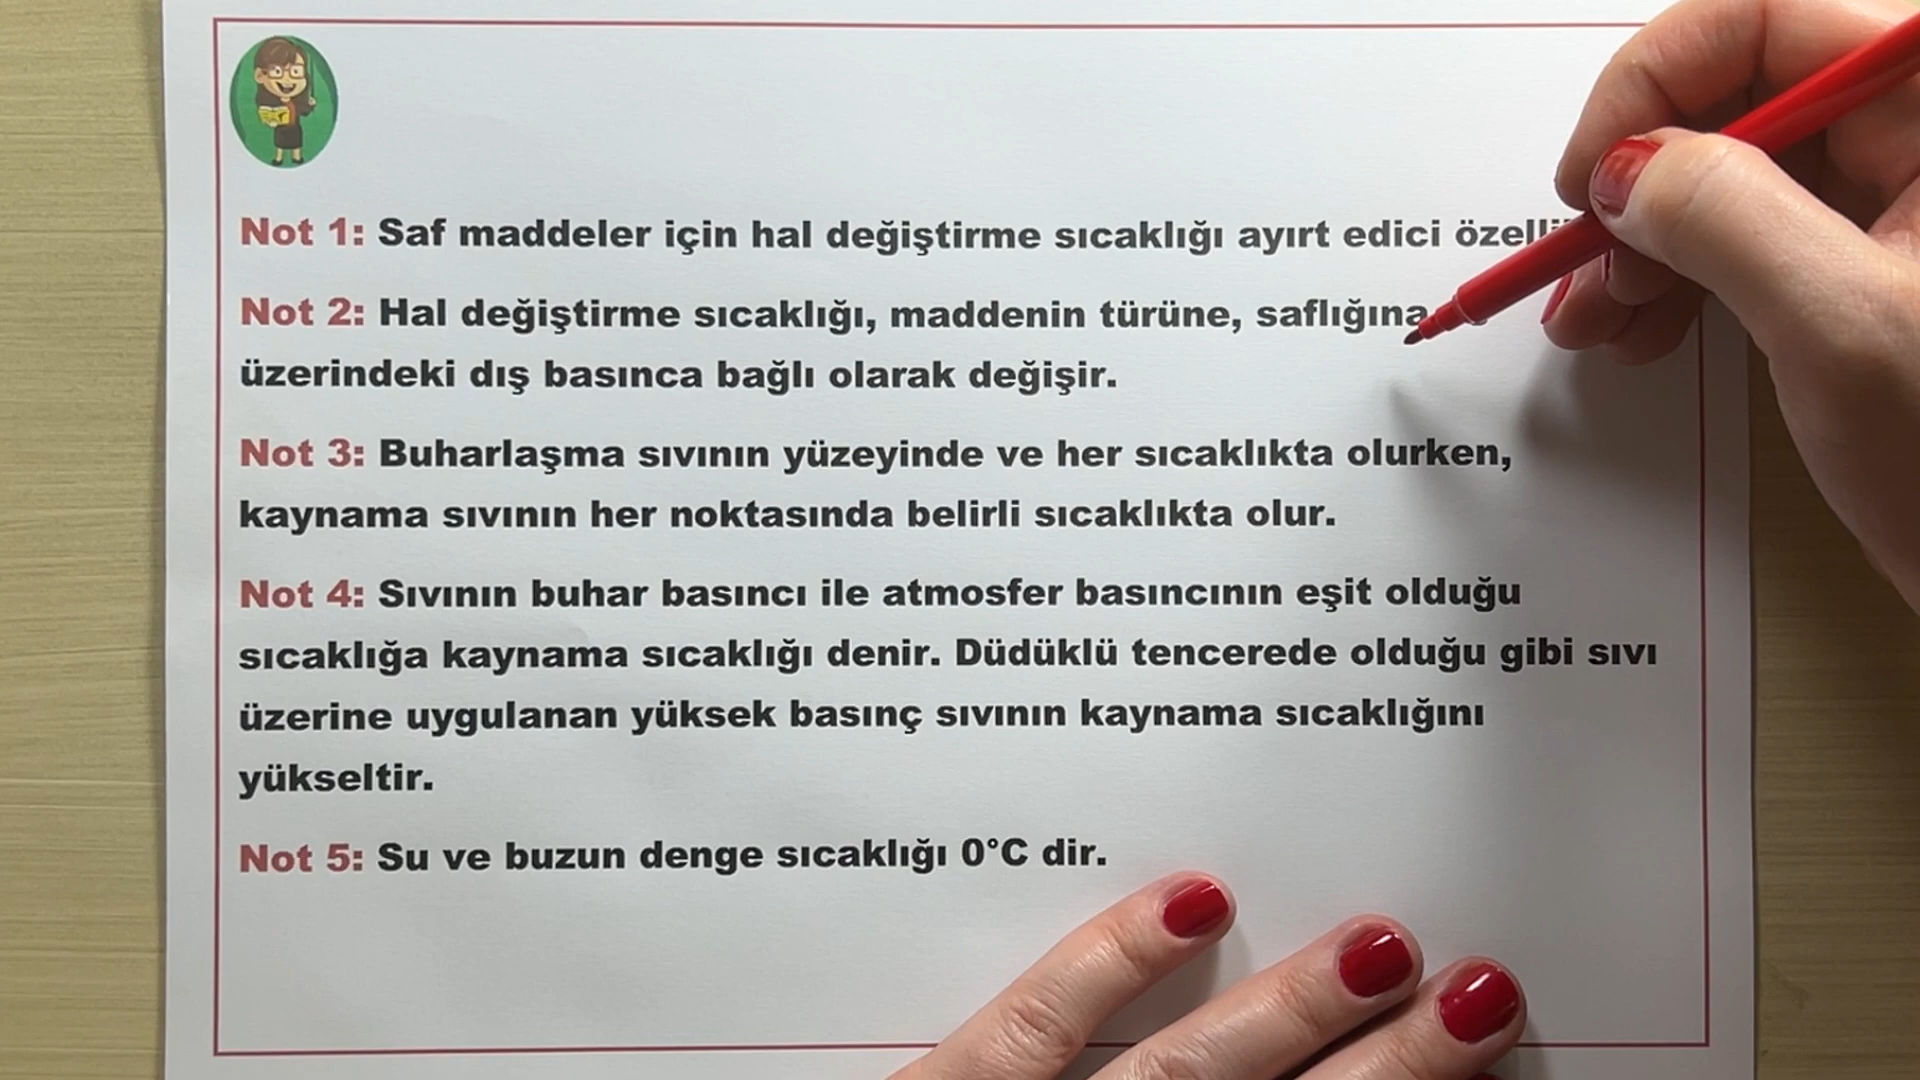 Not 1: Saf maddeler için hal değiştirme sıcaklığı ayırt edici
Not 2: Hal değiştirme sıcaklığı, maddenin türüne, saflığına
üzerindeki dış basınca bağlı olarak değişir.
Not 3: Buharlaşma sıvının yüzeyinde ve her sıcaklıkta olurken,
kaynama sıvının her noktasında belirli sıcaklıkta olur.
Not 4: Sıvının buhar basıncı ile atmosfer basıncının eşit olduğu
sıcaklığa kaynama sıcaklığı denir. Düdüklü tencerede olduğu gibi sıvı
üzerine uygulanan yüksek basınç sıvının kaynama sıcaklığını
yükseltir.
Not 5: Su ve buzun denge sıcaklığı 0°C dir.